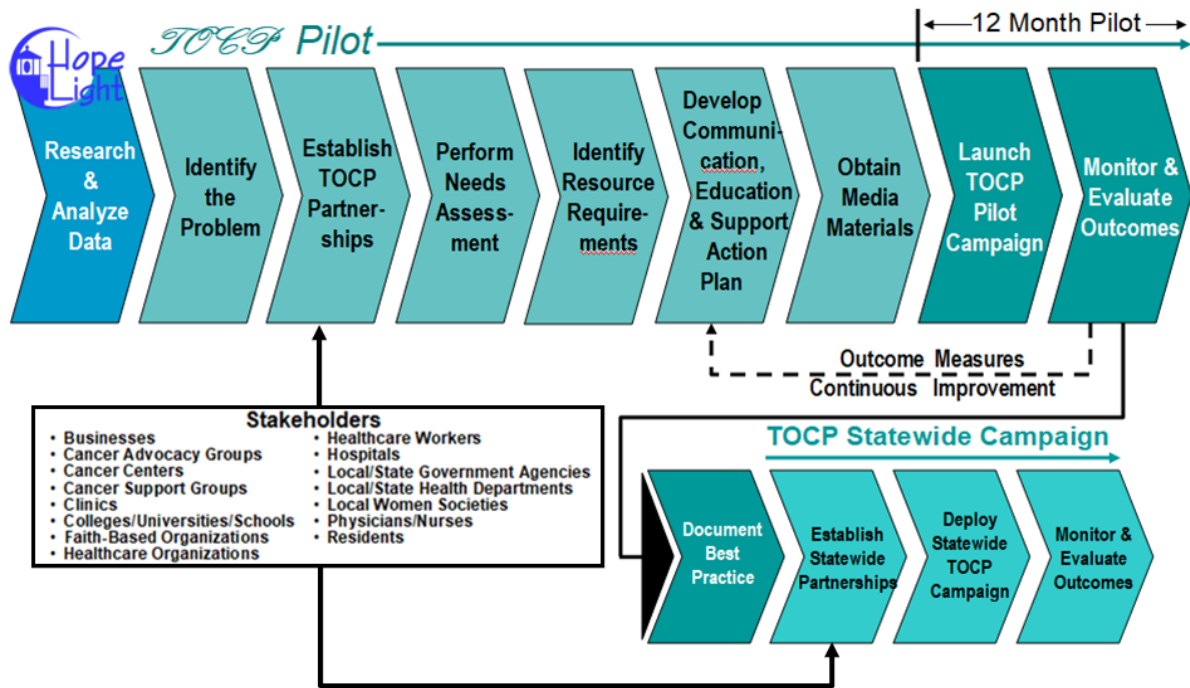 Hope
Light
TOCP Pilot
12 Month Pilot
Research
&
Analyze
Data
Identify
the
Problem
Establish
TOCP
Partner-
ships
Perform
Needs
Assess-
ment
Identify
Resource
Require-
ments
Develop
Communi-
cation,
Education
& Support
Action
Plan
Obtain
Media
Materials
Launch
TOCP
Pilot
Campaign
Monitor &
Evaluate
Outcomes
Outcome Measures
Continuous Improvement
Stakeholders
• Businesses
• Cancer Advocacy Groups
• Cancer Centers
• Cancer Support Groups
• Clinics
• Colleges/Universities/Schools
• Faith-Based Organizations
• Healthcare Organizations
• Healthcare Workers
• Hospitals
• Local/State Government Agencies
• Local/State Health Departments
• Local Women Societies
• Physicians/Nurses
• Residents
TOCP Statewide Campaign
Document
Best
Practice
Establish
Statewide
Partnerships
Deploy
Statewide
TOCP
Campaign
Monitor &
Evaluate
Outcomes